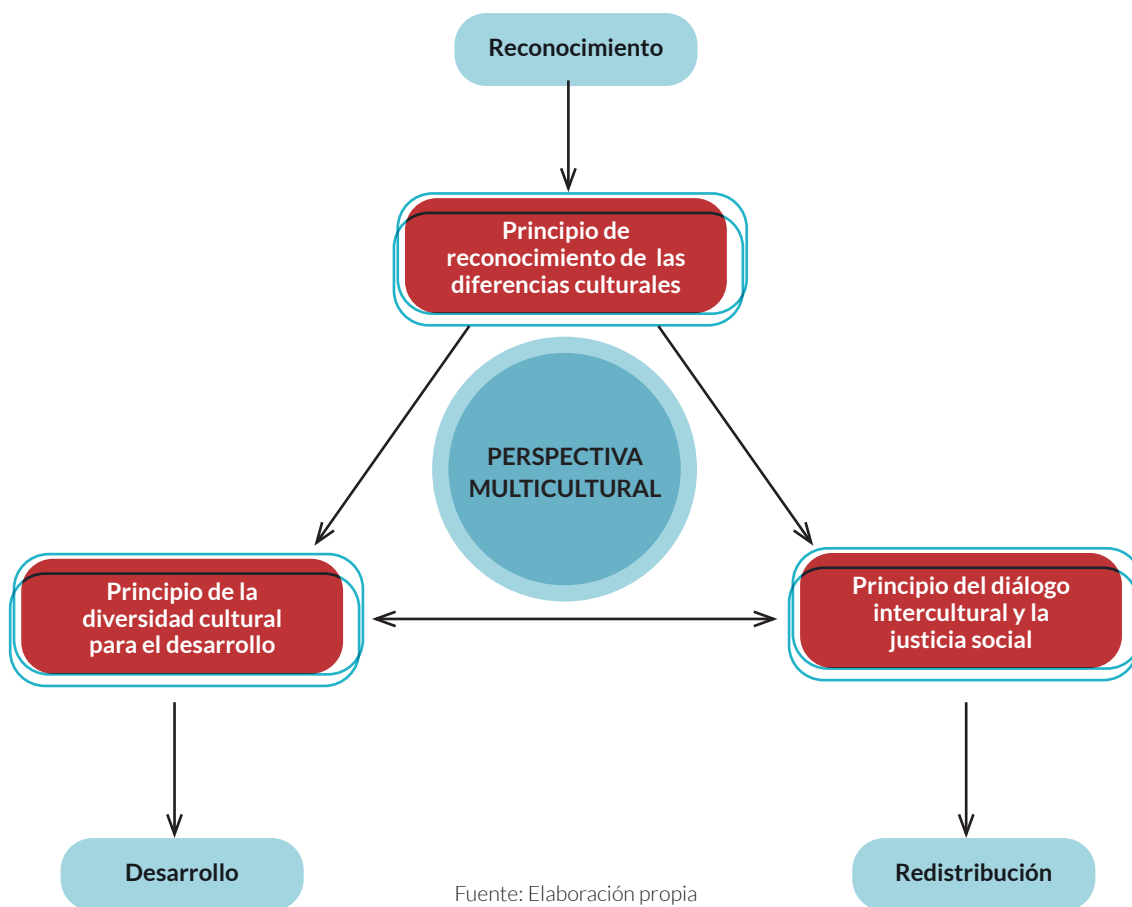 Reconocimiento
Principio de
reconocimiento de las
diferencias culturales
PERSPECTIVA
MULTICULTURAL
Principio de la
diversidad cultural
para el desarrollo
Principio del diálogo
intercultural y la
justicia social
Desarrollo
Redistribución
Fuente: Elaboración propia